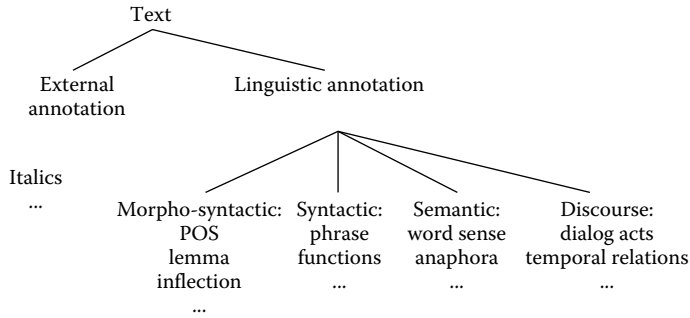 Text
External
annotation
Linguistic annotation
Italics
...
Morpho-syntactic:
POS
lemma
inflection
...
Syntactic:
phrase
functions
...
Semantic:
word sense
anaphora
...
Discourse:
dialog acts
temporal relations
...